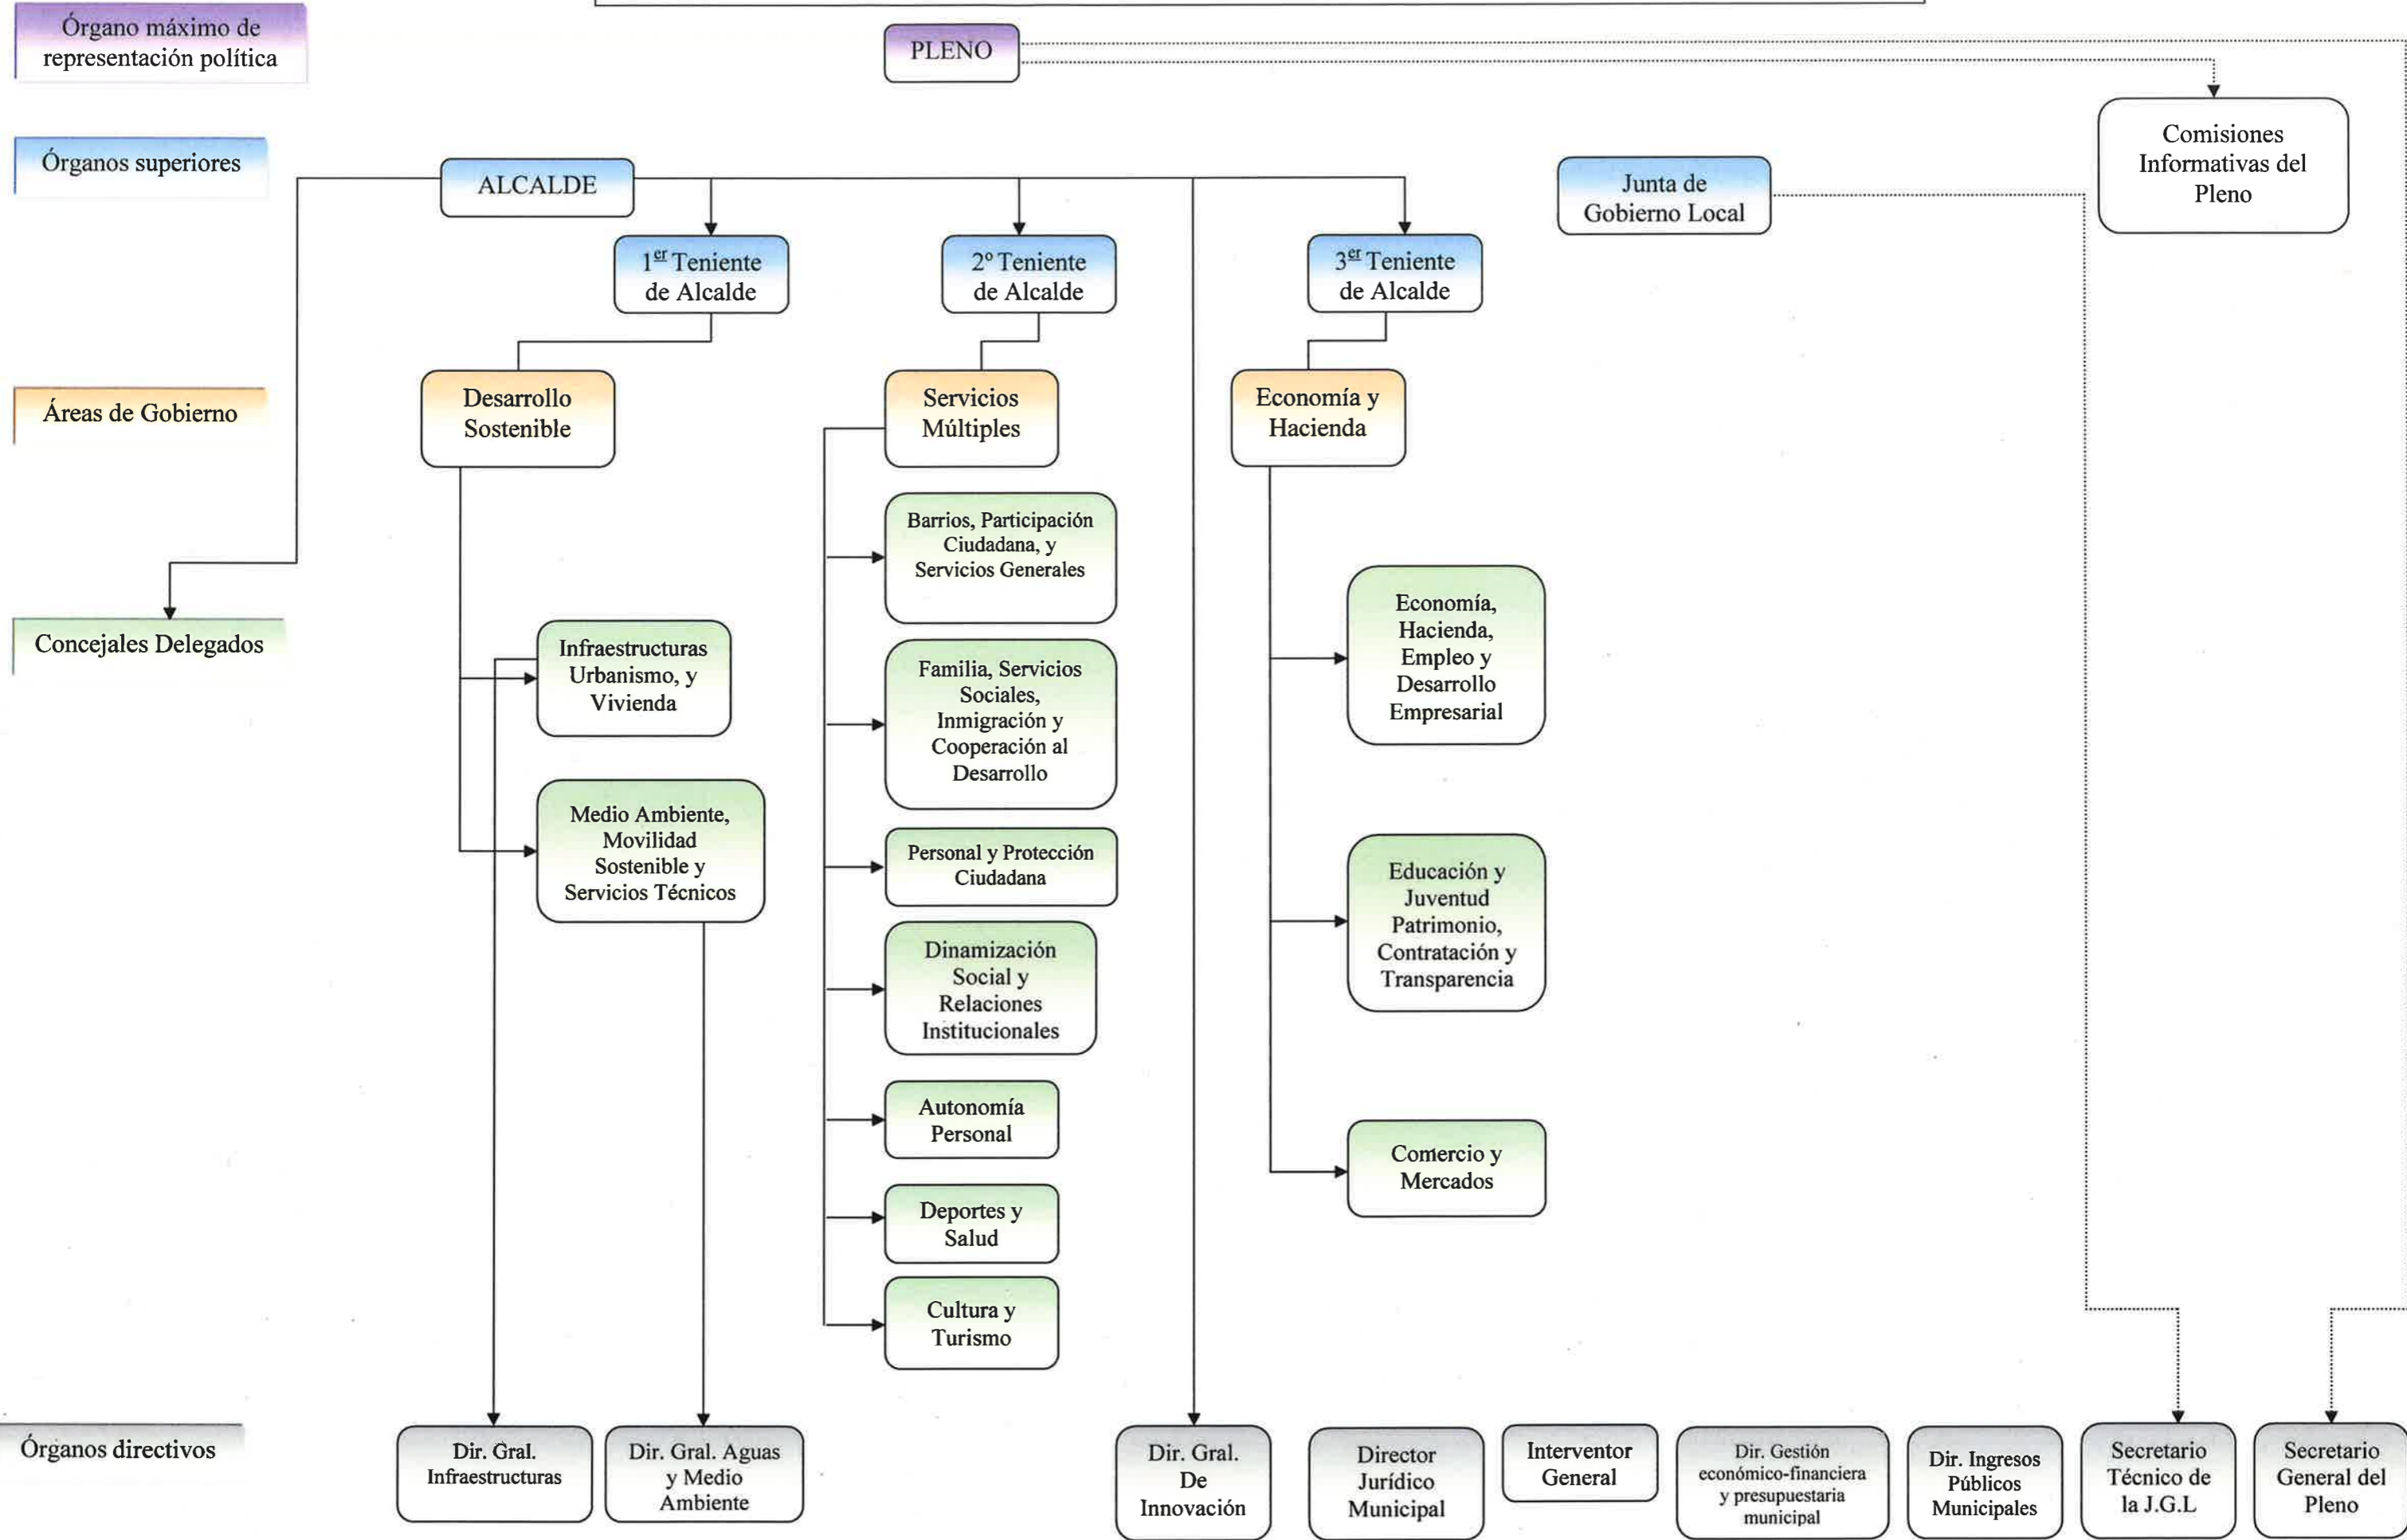 Órgano máximo de
representación política
PLENO
Comisiones
Informativas del
Pleno
Órganos superiores
ALCALDE
Junta de
Gobierno Local
1er Teniente
de Alcalde
2º Teniente
de Alcalde
3er Teniente
de Alcalde
Áreas de Gobierno
Desarrollo
Sostenible
Servicios
Múltiples
Economía y
Hacienda
Concejales Delegados
Infraestructuras
Urbanismo, y
Vivienda
Medio Ambiente,
Movilidad
Sostenible y
Servicios Técnicos
Barrios, Participación
Ciudadana, y
Servicios Generales
Familia, Servicios
Sociales,
Inmigración y
Cooperación al
Desarrollo
Personal y Protección
Ciudadana
Dinamización
Social y
Relaciones
Institucionales
Autonomía
Personal
Deportes y
Salud
Cultura y
Turismo
Economía,
Hacienda,
Empleo y
Desarrollo
Empresarial
Educación y
Juventud
Patrimonio,
Contratación y
Transparencia
Comercio y
Mercados
Órganos directivos
Dir. Gral.
Infraestructuras
Dir. Gral. Aguas
y Medio
Ambiente
Dir. Gral.
De
Innovación
Director
Jurídico
Municipal
Interventor
General
Dir. Gestión
económico-financiera
y presupuestaria
municipal
Dir. Ingresos
Públicos
Municipales
Secretario
Técnico de
la J.G.L
Secretario
General del
Pleno